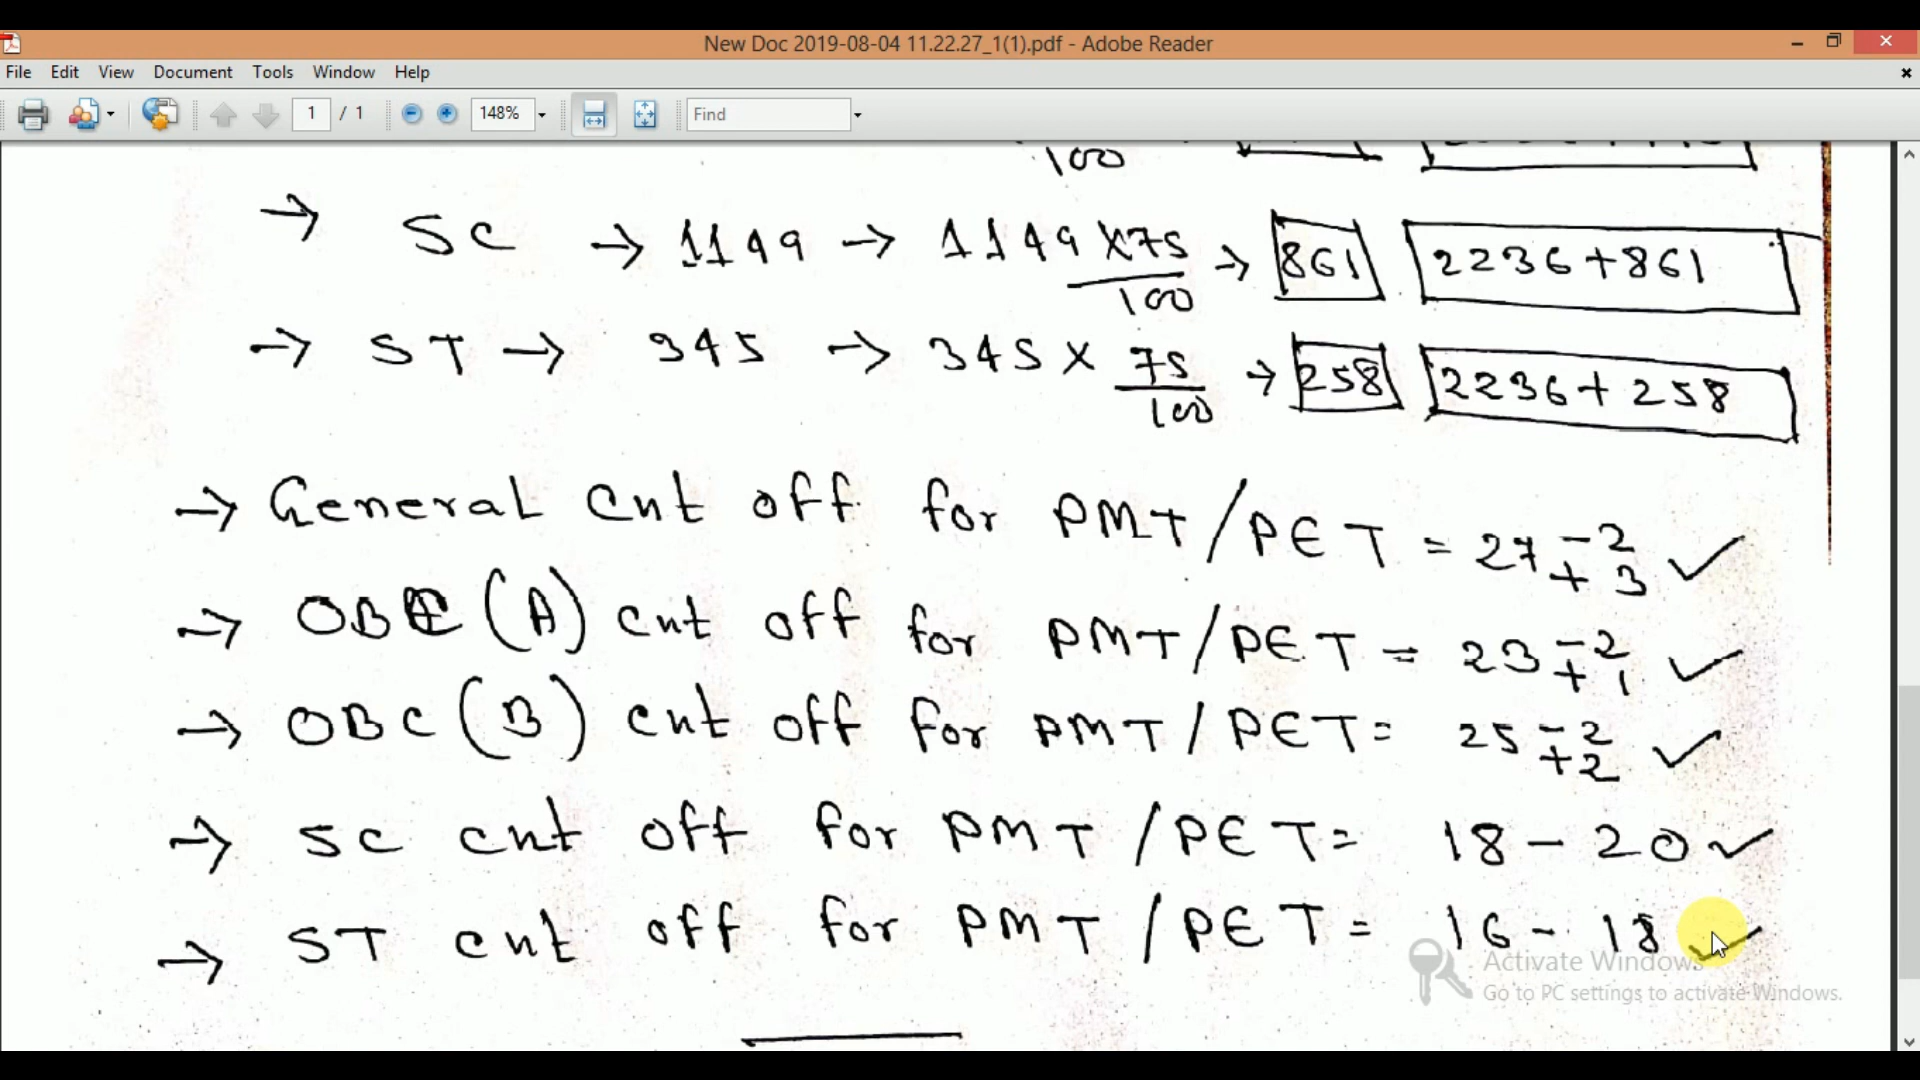 New Doc 2019-08-04 11.22.27_1(1).pdf - Adobe Reader
File Edit View Document Tools Window Help
1 / 1 148% Find
100
→ SC → 1149 → 1149 X 75/100 → 861 2236+861
→ ST → 345 → 345 X 75/100 → 258 2236+258
→ General cut off for PMT/PET = 27 -2 +3 ✓
→ OBC (A) cut off for PMT/PET = 23 -2 +1 ✓
→ OBC (B) cut off for PMT/PET = 25 -2 +2 ✓
→ SC cut off for PMT/PET = 18 - 20 ✓
→ ST cut off for PMT/PET = 16 - 18 ✓
Activate Windows
Go to PC settings to activate Windows.